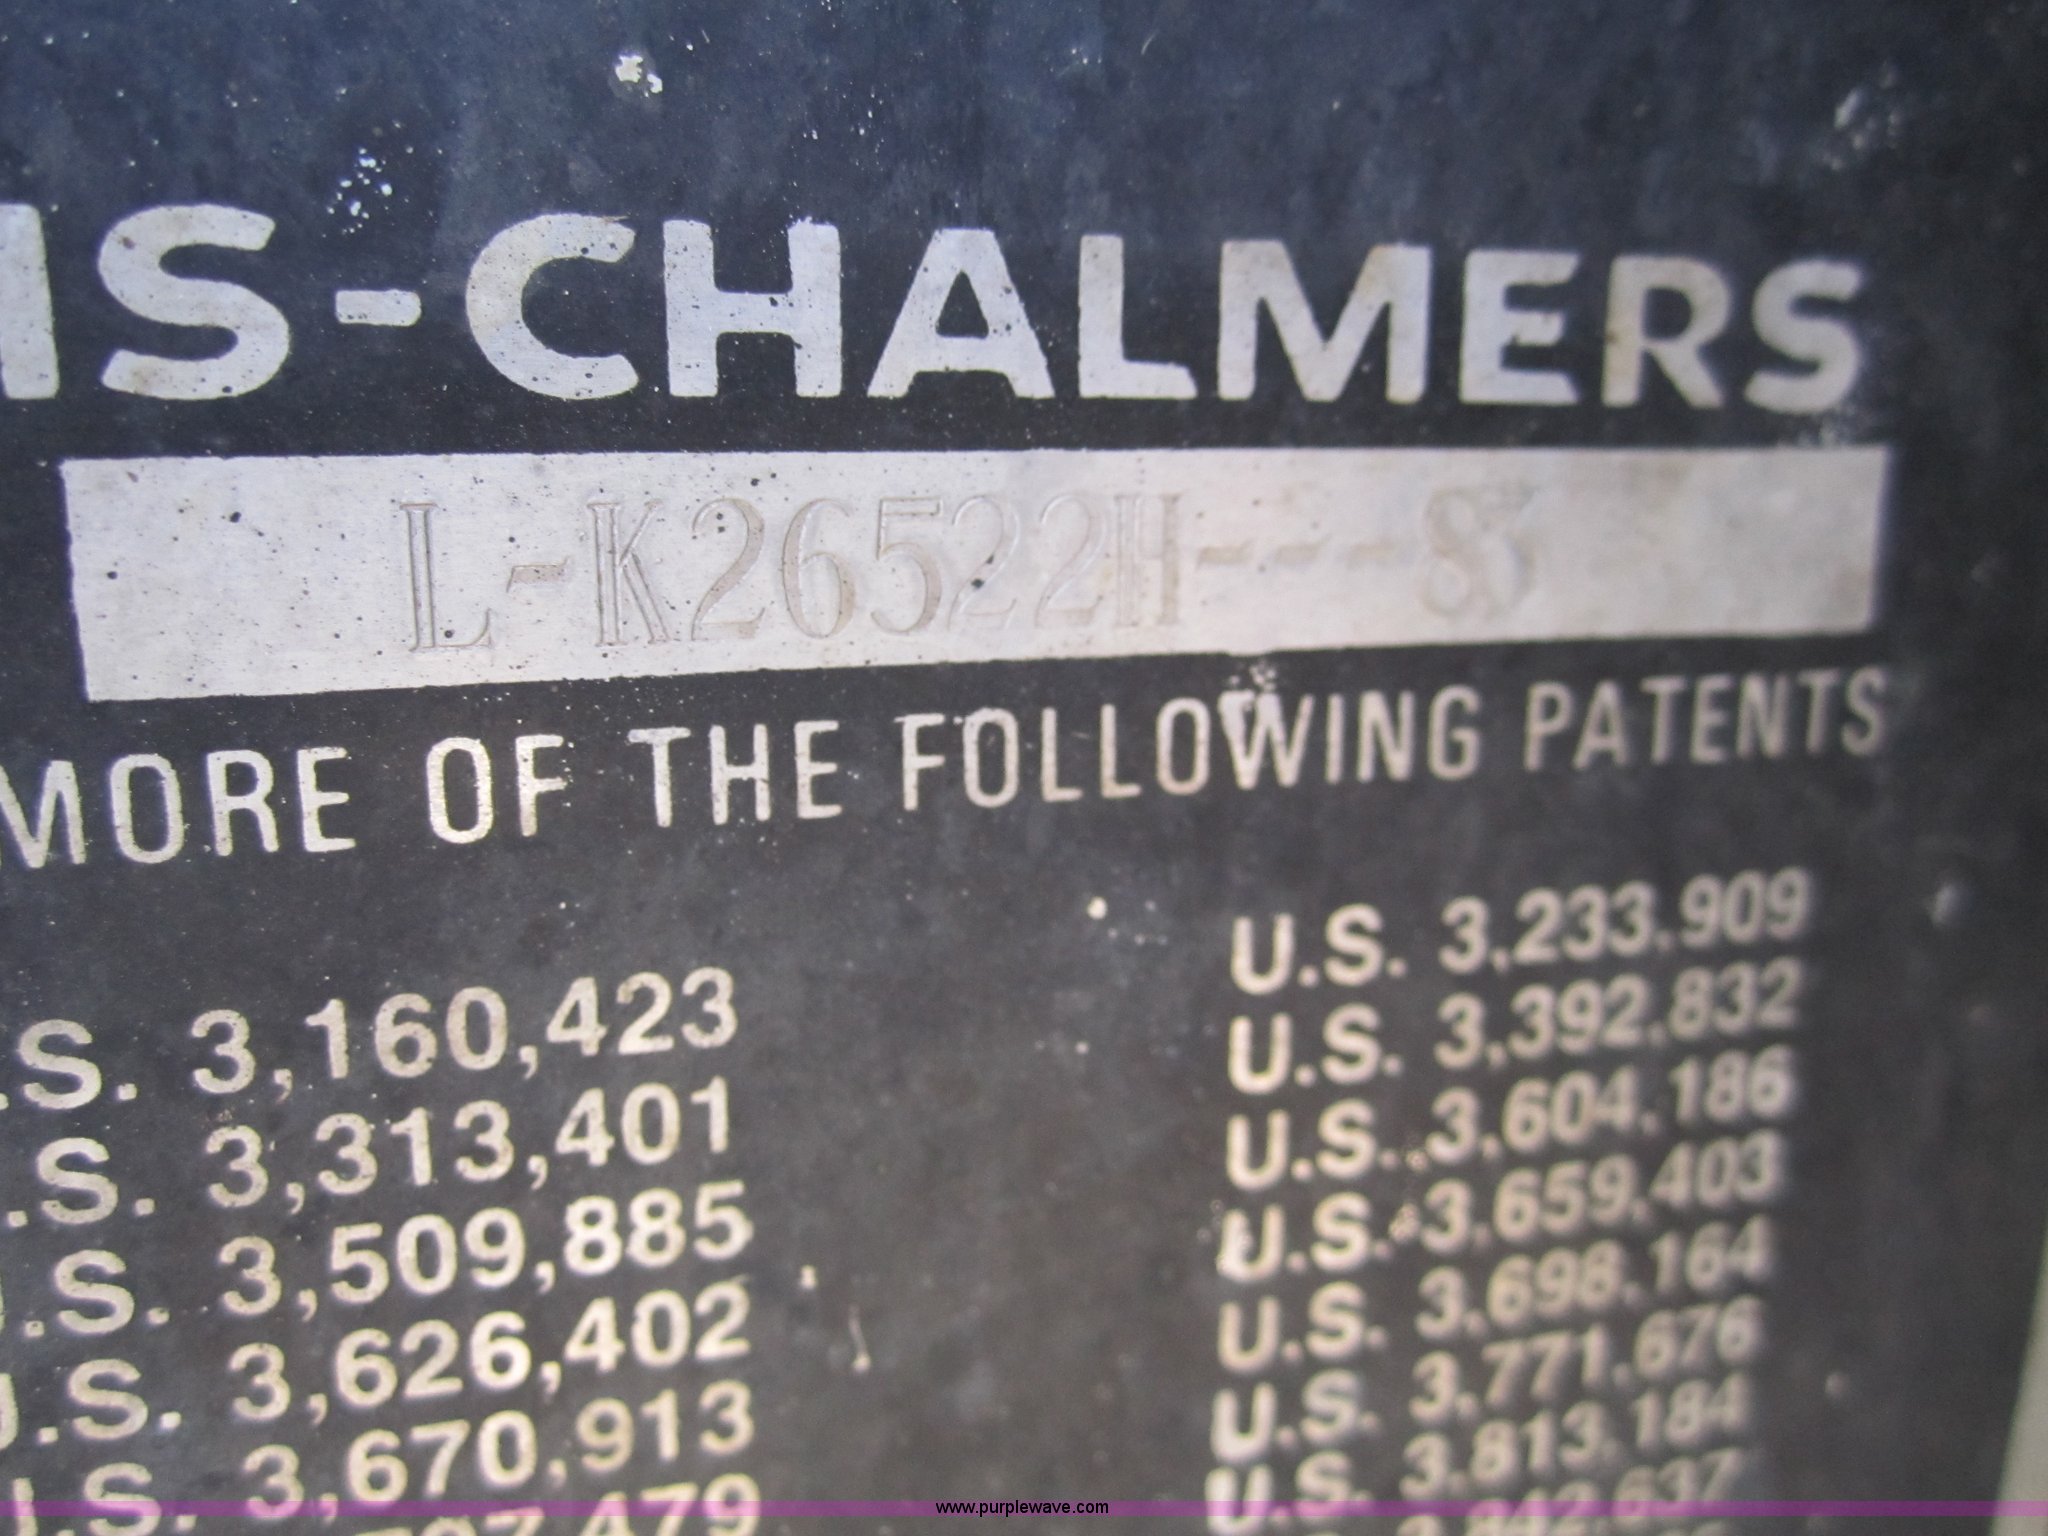 IS-CHALMERS
L-K26522H---83
MORE OF THE FOLLOWING PATENTS
.S. 3,160,423
U.S. 3,233,909
.S. 3,313,401
U.S. 3,392,832
.S. 3,509,885
U.S. 3,604,186
U.S. 3,626,402
U.S. 3,659,403
U.S. 3,670,913
U.S. 3,698,164
U.S. 3,771,676
U.S. 3,813,184
www.purplewave.com